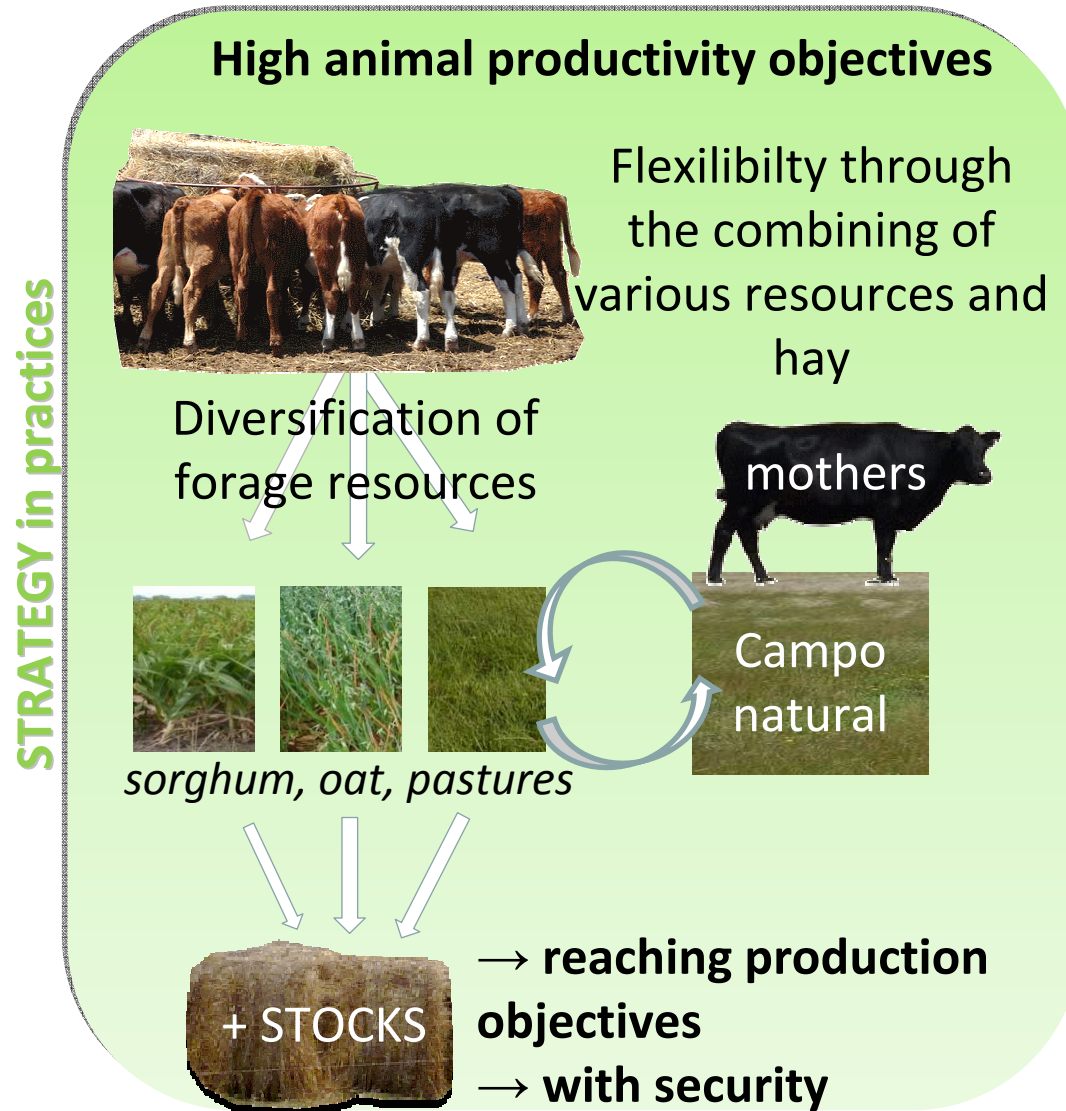 High animal productivity objectives
STRATEGY in practices
Flexilibilty through
the combining of
various resources and
hay
Diversification of
forage resources
mothers
Campo
natural
sorghum, oat, pastures
+ STOCKS
→ reaching production
objectives
→ with security